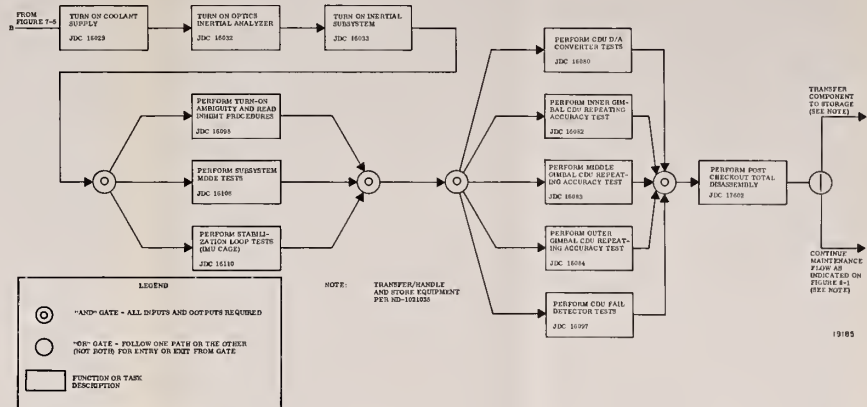 FROM
FIGURE 7-6
B
TURN ON COOLANT
SUPPLY
JDC 16029
TURN ON OPTICS
INERTIAL ANALYZER
JDC 16032
TURN ON INERTIAL
SUBSYSTEM
JDC 16033
PERFORM TURN-ON
AMBIGUITY AND READ
INHIBIT PROCEDURES
JDC 16098
PERFORM SUBSYSTEM
MODE TESTS
JDC 16106
PERFORM STABILI-
ZATION LOOP TESTS
(IMU CAGE)
JDC 16110
PERFORM CDU D/A
CONVERTER TESTS
JDC 16080
PERFORM INNER GIM-
BAL CDU REPEATING
ACCURACY TEST
JDC 16082
PERFORM MIDDLE
GIMBAL CDU REPEAT-
ING ACCURACY TEST
JDC 16083
PERFORM OUTER
GIMBAL CDU REPEAT-
ING ACCURACY TEST
JDC 16084
PERFORM CDU FAIL
DETECTOR TESTS
JDC 16097
PERFORM POST
CHECKOUT TOTAL
DISASSEMBLY
JDC 17602
TRANSFER
COMPONENT
TO STORAGE
(SEE NOTE)
CONTINUE
MAINTENANCE
FLOW AS
INDICATED ON
FIGURE 8-1
(SEE NOTE)
NOTE: TRANSFER/HANDLE
AND STORE EQUIPMENT
PER ND-1021035
LEGEND
"AND" GATE - ALL INPUTS AND OUTPUTS REQUIRED
"OR" GATE - FOLLOW ONE PATH OR THE OTHER
(NOT BOTH) FOR ENTRY OR EXIT FROM GATE
FUNCTION OR TASK
DESCRIPTION
19185